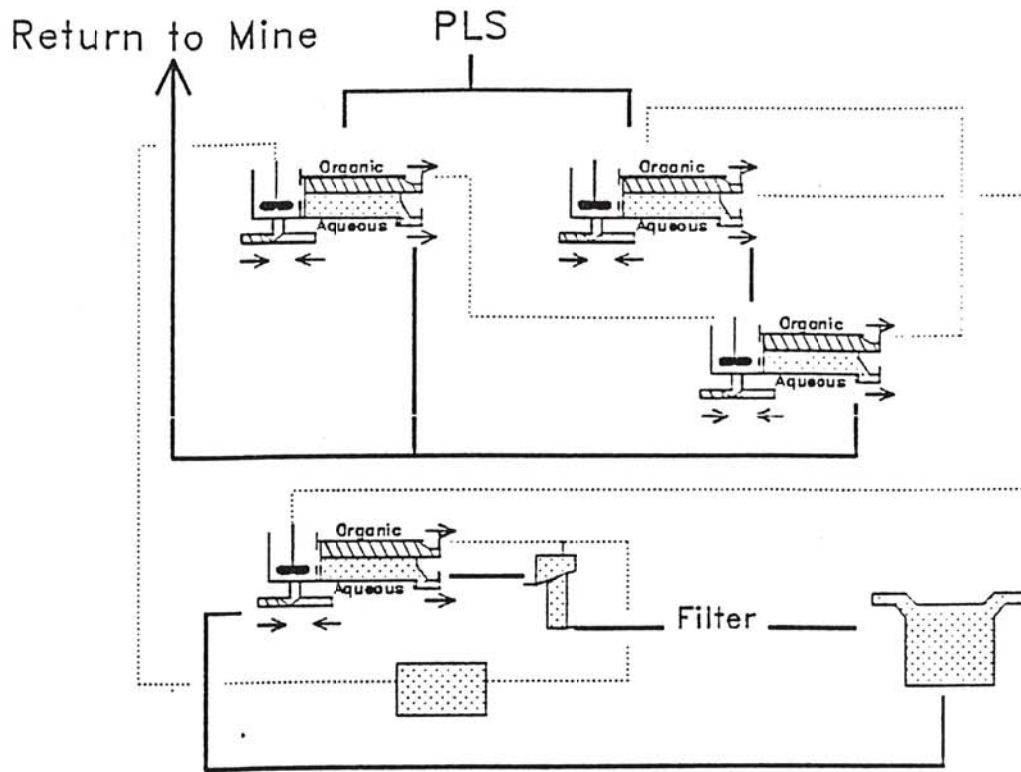 Return to Mine
PLS
Organic
Aqueous
Organic
Aqueous
Organic
Aqueous
Organic
Aqueous
Filter